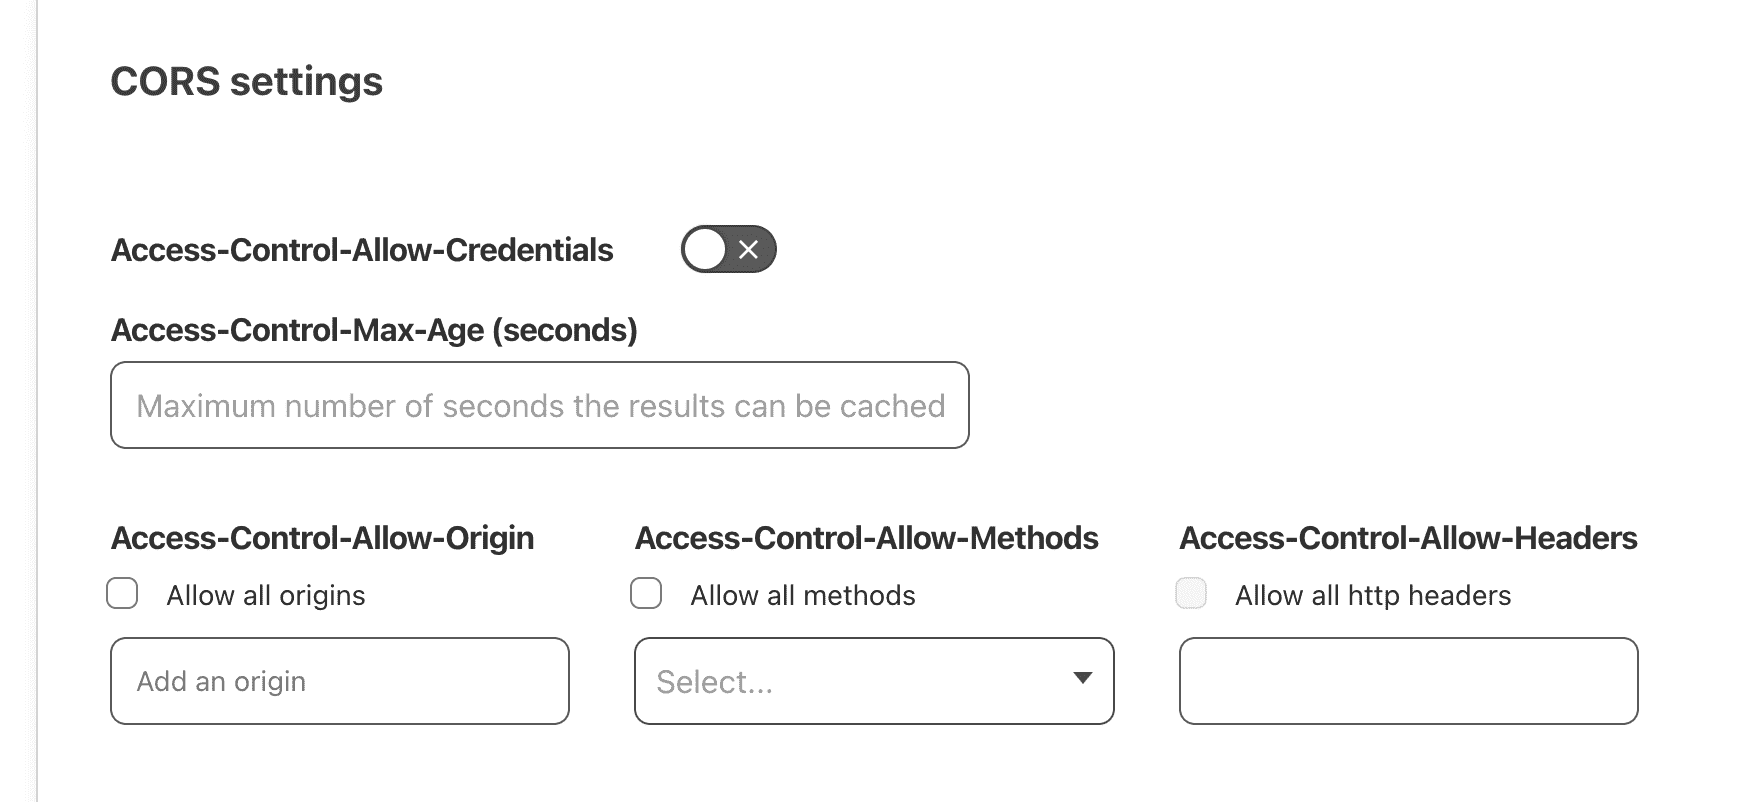 CORS settings
Access-Control-Allow-Credentials
Access-Control-Max-Age (seconds)
Maximum number of seconds the results can be cached
Access-Control-Allow-Origin
Allow all origins
Add an origin
Access-Control-Allow-Methods
Allow all methods
Select...
Access-Control-Allow-Headers
Allow all http headers